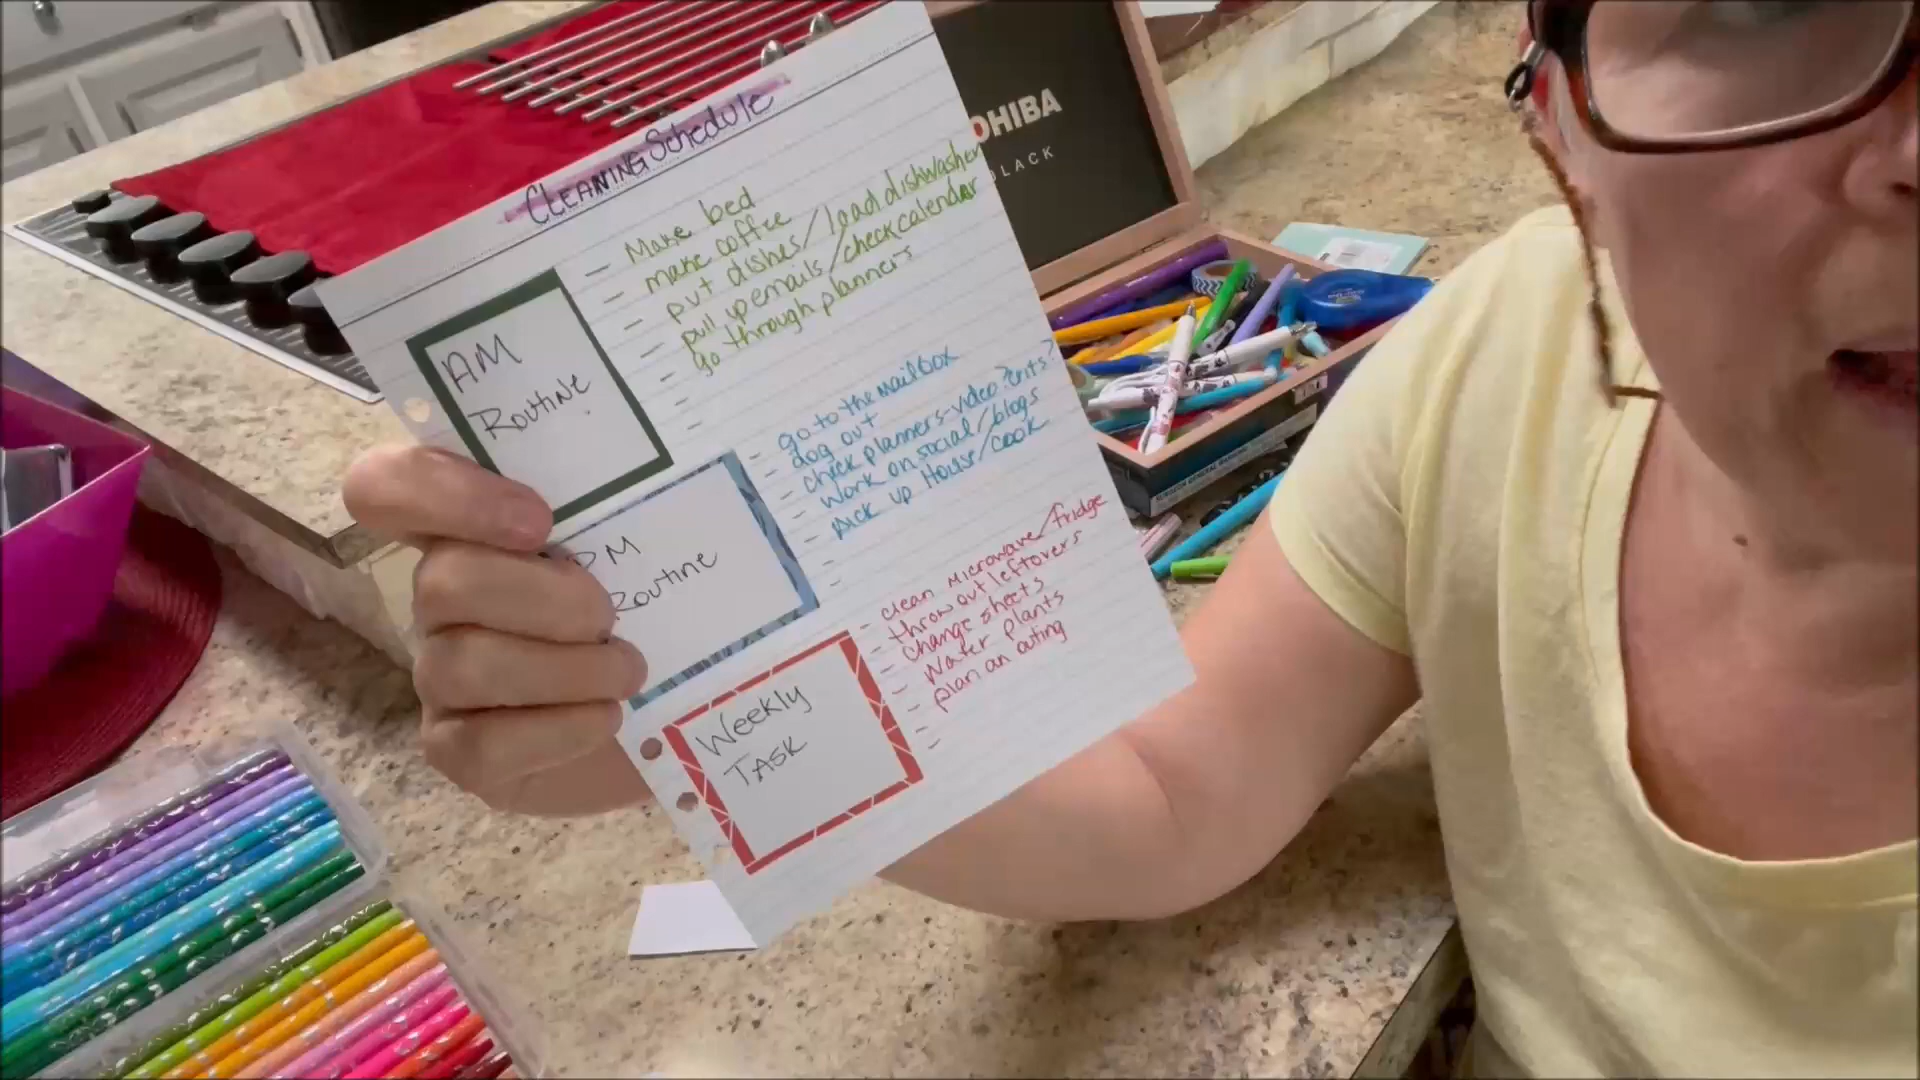 CLEANING Schedule
AM
Routine
Make bed
make coffee
put dishes/load dishwasher
pull up emails/check calendar
go through planners
PM
Routine
go to the mailbox
dog out
check planners-video
work on social/blogs
pick up House/cook
Weekly
TASK
clean Microwave/fridge
throw out leftovers
change sheets
Water plants
plan an outing
OHIBA
BLACK